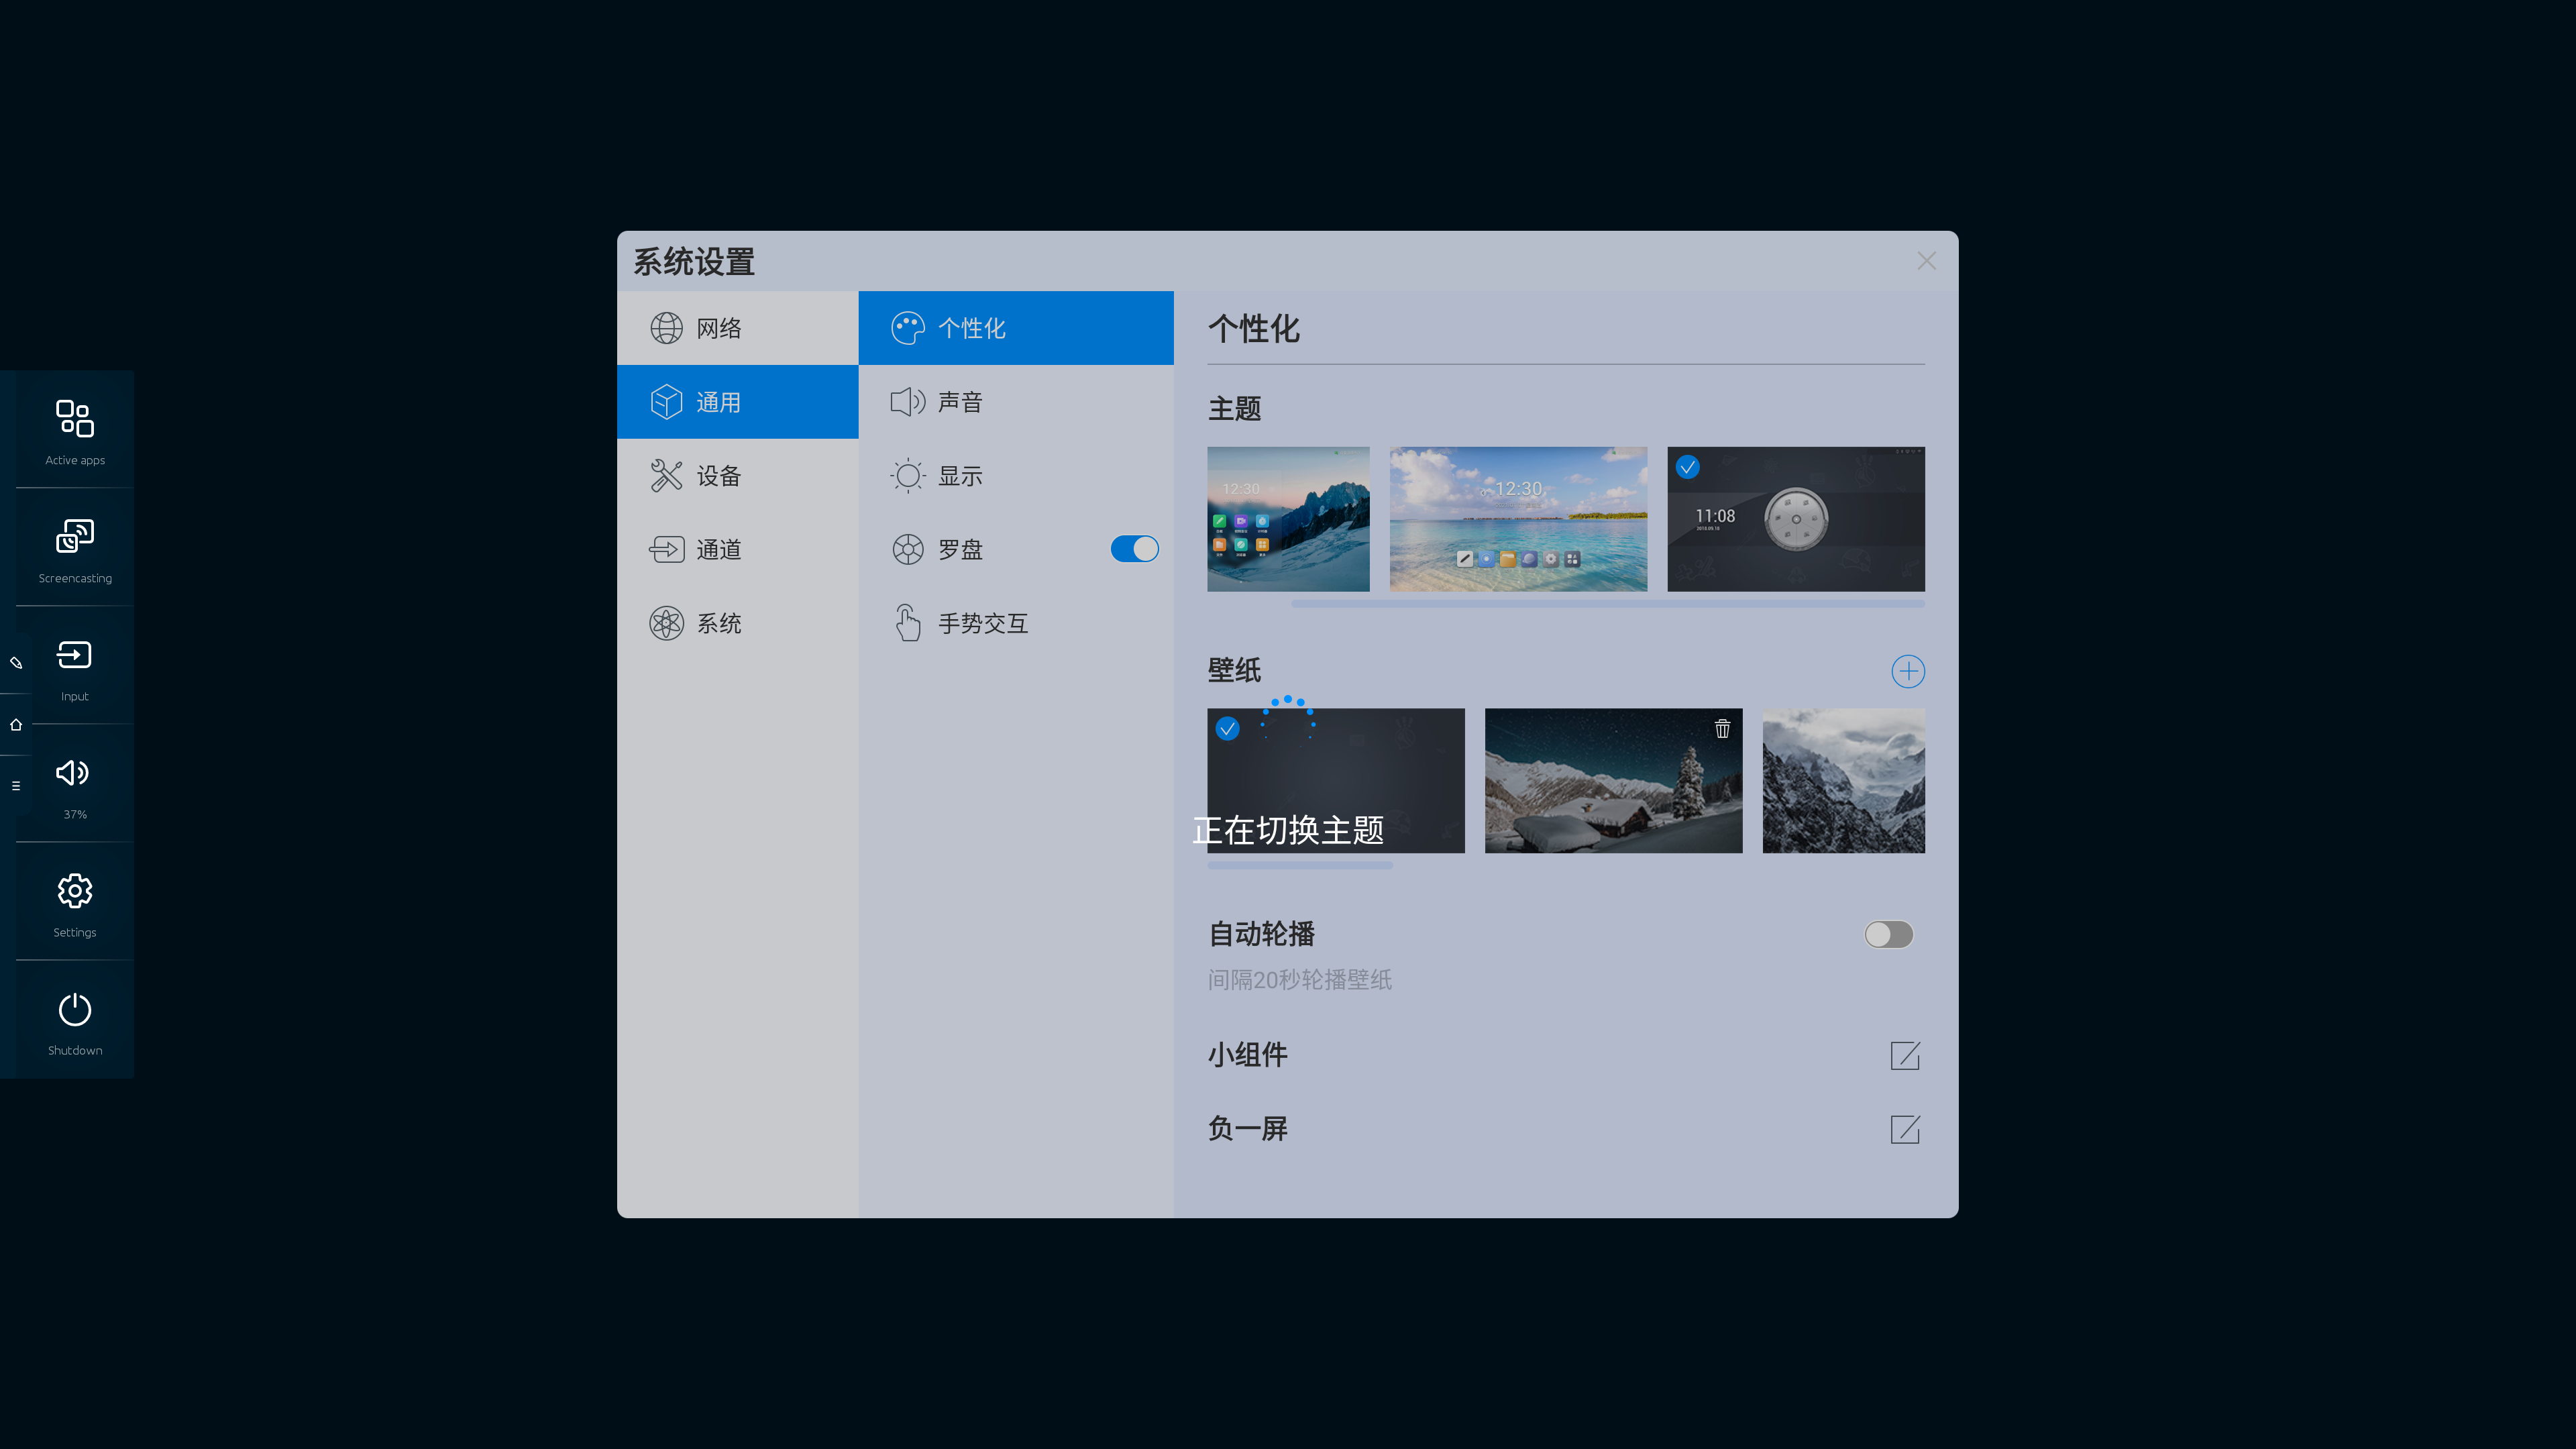 系统设置
网络
通用
设备
通道
系统
个性化
声音
显示
罗盘
手势交互
个性化
主题
12:30
12:30
11:08
壁纸
正在切换主题
自动轮播
间隔20秒轮播壁纸
小组件
负一屏
Active apps
Screencasting
Input
37%
Settings
Shutdown